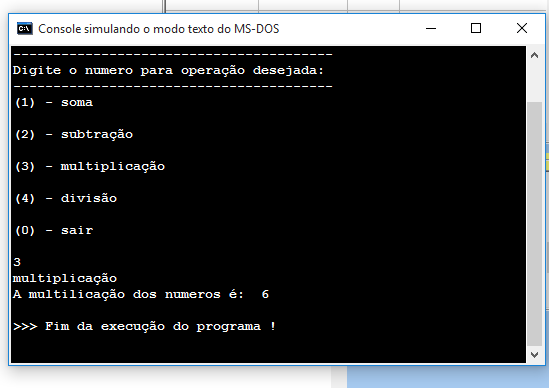 Console simulando o modo texto do MS-DOS
----------------------------------------
Digite o numero para operação desejada:
----------------------------------------
(1) - soma
(2) - subtração
(3) - multiplicação
(4) - divisão
(0) - sair
3
multiplicação
A multilicação dos numeros é:  6
>>> Fim da execução do programa !